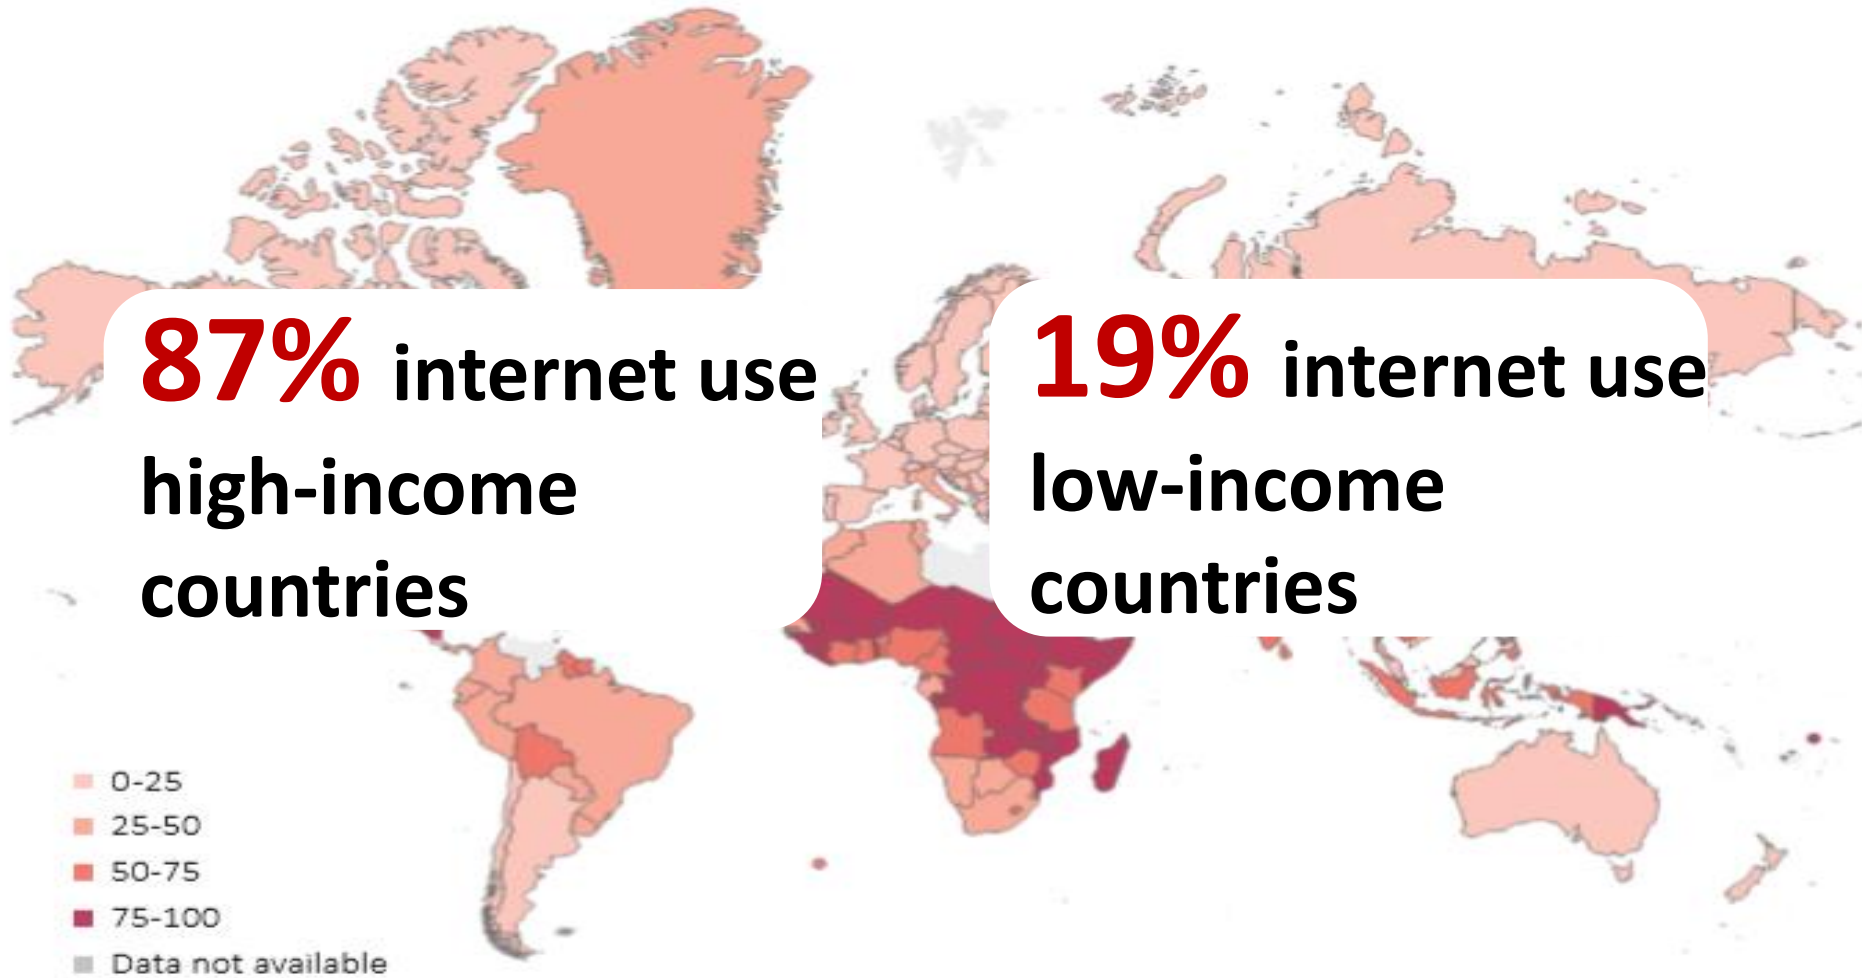 87% internet use
high-income
countries
19% internet use
low-income
countries
0-25
25-50
50-75
75-100
Data not available